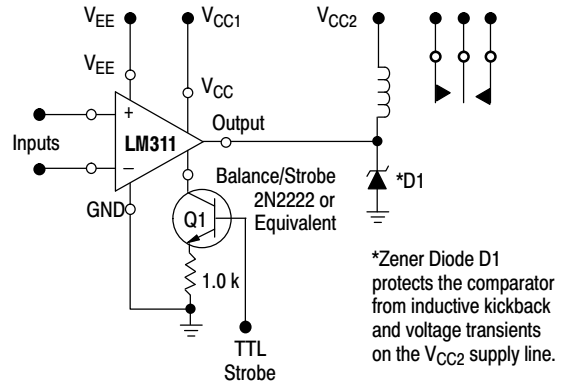 VEE
VCC1
VCC2
VEE
VCC
+
Output
Inputs
LM311
−
Balance/Strobe
2N2222 or
Equivalent
*D1
GND
Q1
1.0 k
*Zener Diode D1
protects the comparator
from inductive kickback
and voltage transients
on the VCC2 supply line.
TTL
Strobe